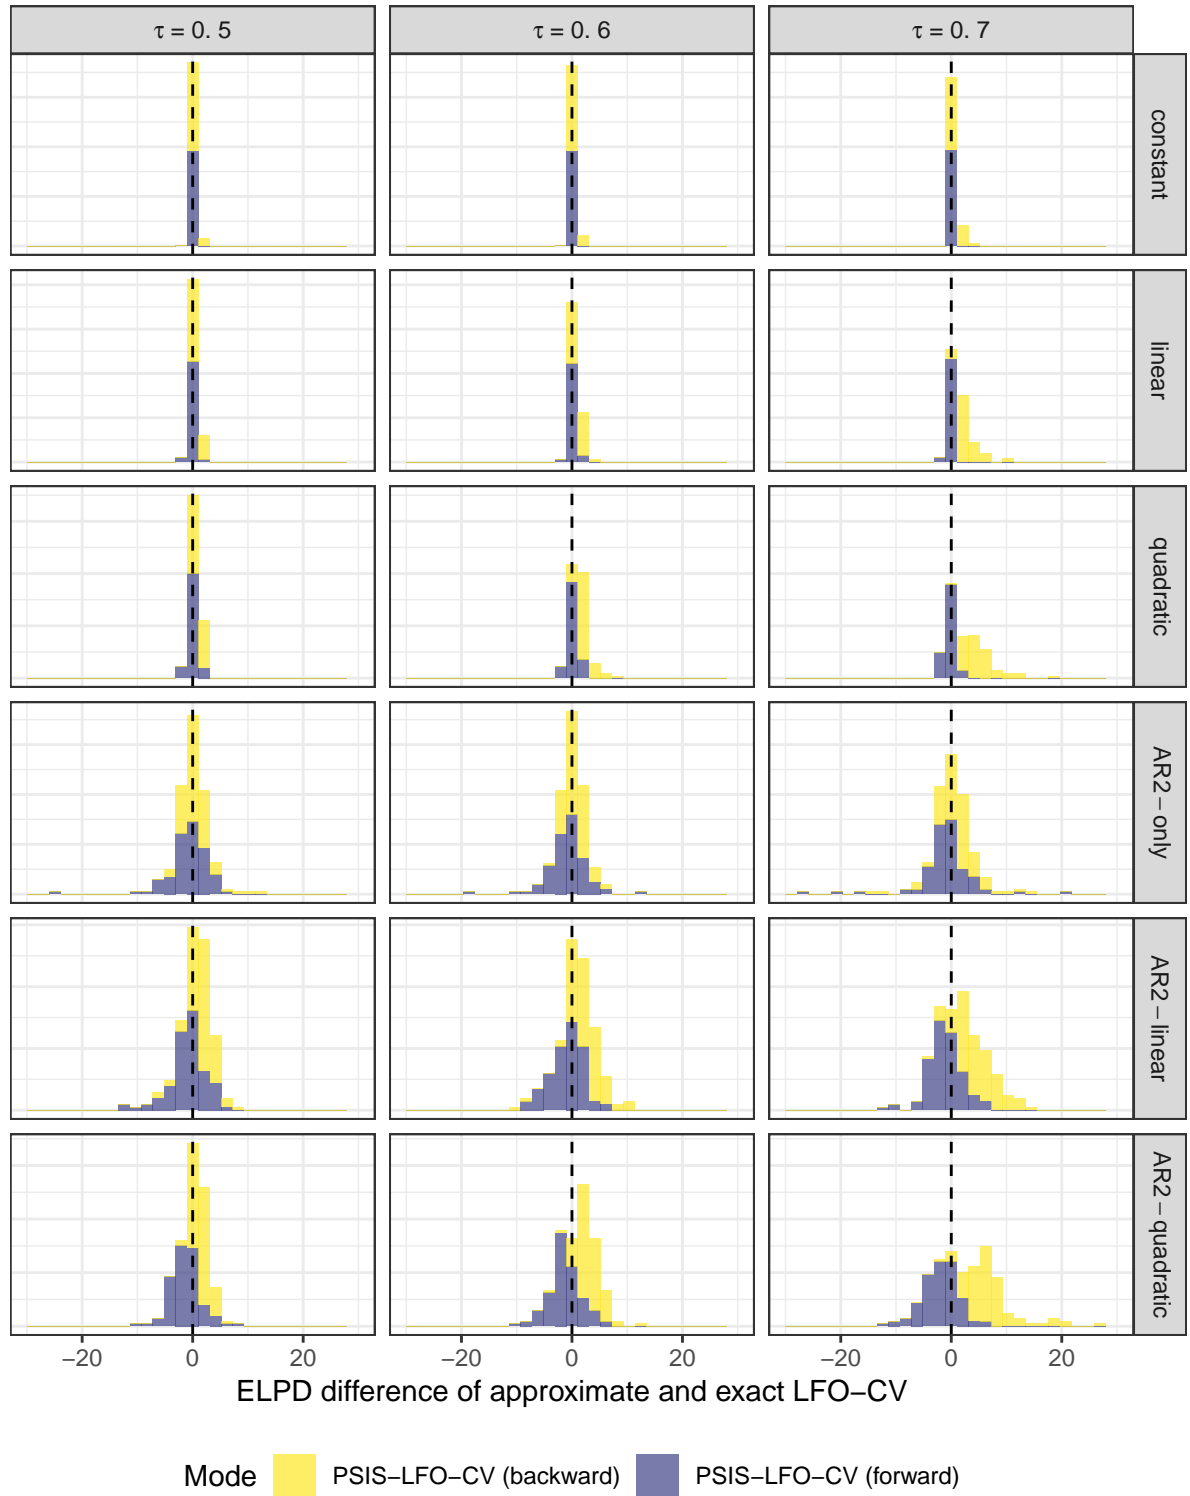 τ = 0.5
τ = 0.6
τ = 0.7
constant
linear
quadratic
AR2−only
AR2−linear
AR2−quadratic
−20 0 20
−20 0 20
−20 0 20
ELPD difference of approximate and exact LFO−CV
Mode PSIS−LFO−CV (backward) PSIS−LFO−CV (forward)